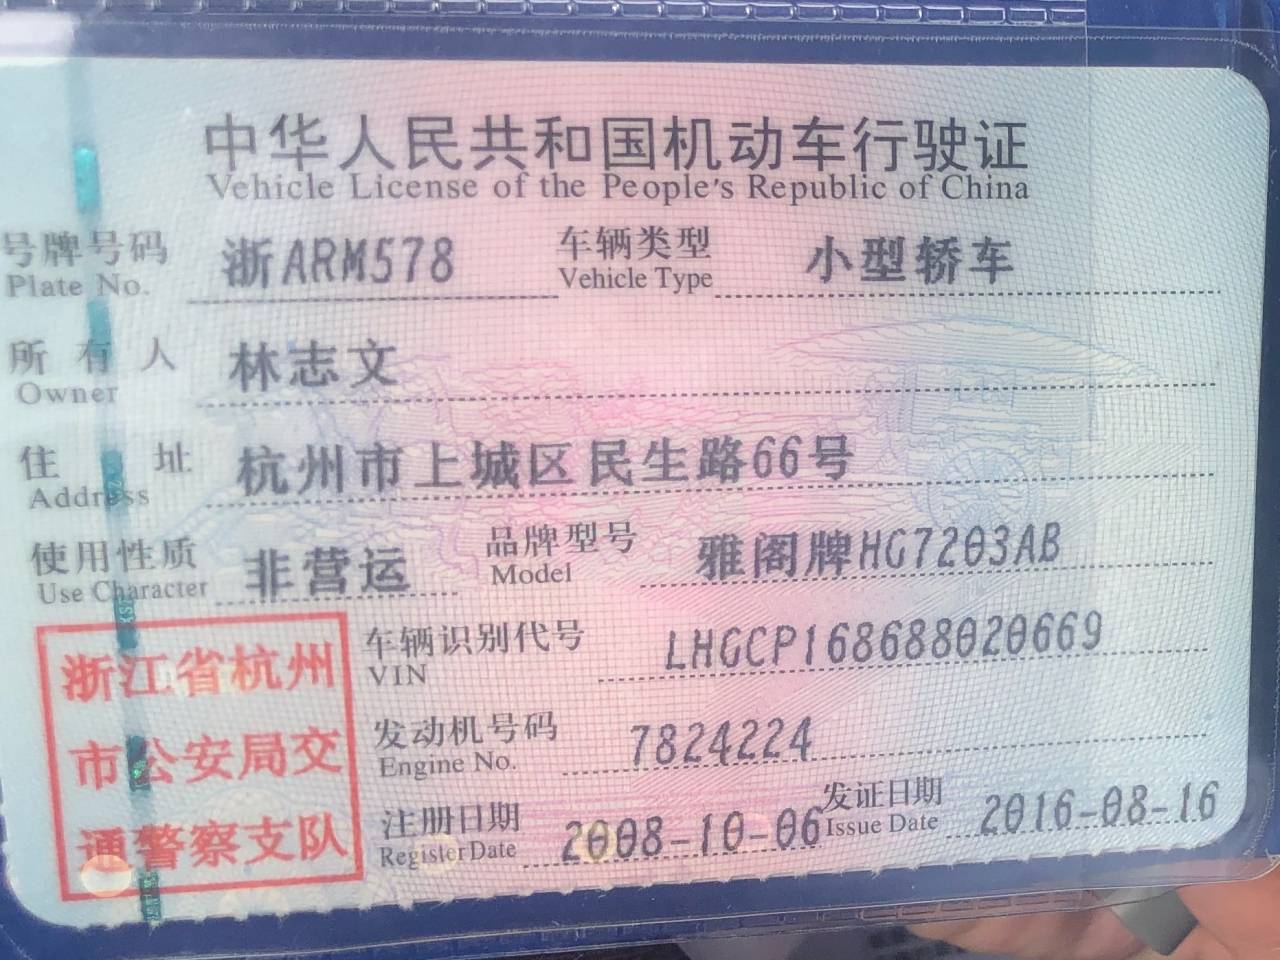 中华人民共和国机动车行驶证
Vehicle License of the People's Republic of China
号牌号码 浙ARM578 车辆类型 小型轿车
Plate No. Vehicle Type
所有人 林志文
Owner
住址 杭州市上城区民生路66号
Address
使用性质 非营运 品牌型号 雅阁牌HG7203AB
Use Character Model
浙江省杭州
市公安局交
通警察支队
车辆识别代号 LHGCP168688020669
VIN
发动机号码 7824224
Engine No.
注册日期 2008-10-06 发证日期 2016-08-16
Register Date Issue Date